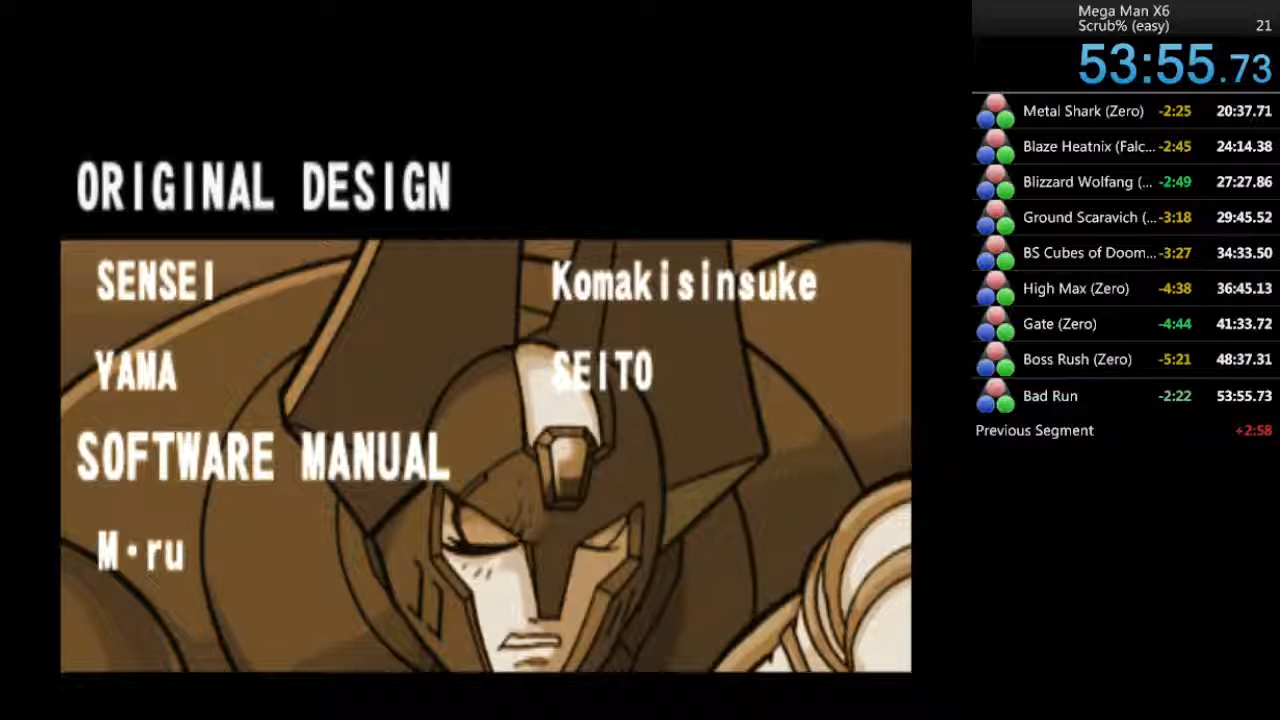 ORIGINAL DESIGN
SENSEI Komakisinsuke
YAMA SEITO
SOFTWARE MANUAL
M·ru
Mega Man X6
Scrub% (easy) 21
53:55.73
Metal Shark (Zero) -2:25 20:37.71
Blaze Heatnix (Falc... -2:45 24:14.38
Blizzard Wolfang (... -2:49 27:27.86
Ground Scaravich (... -3:18 29:45.52
BS Cubes of Doom... -3:27 34:33.50
High Max (Zero) -4:38 36:45.13
Gate (Zero) -4:44 41:33.72
Boss Rush (Zero) -5:21 48:37.31
Bad Run -2:22 53:55.73
Previous Segment +2:58